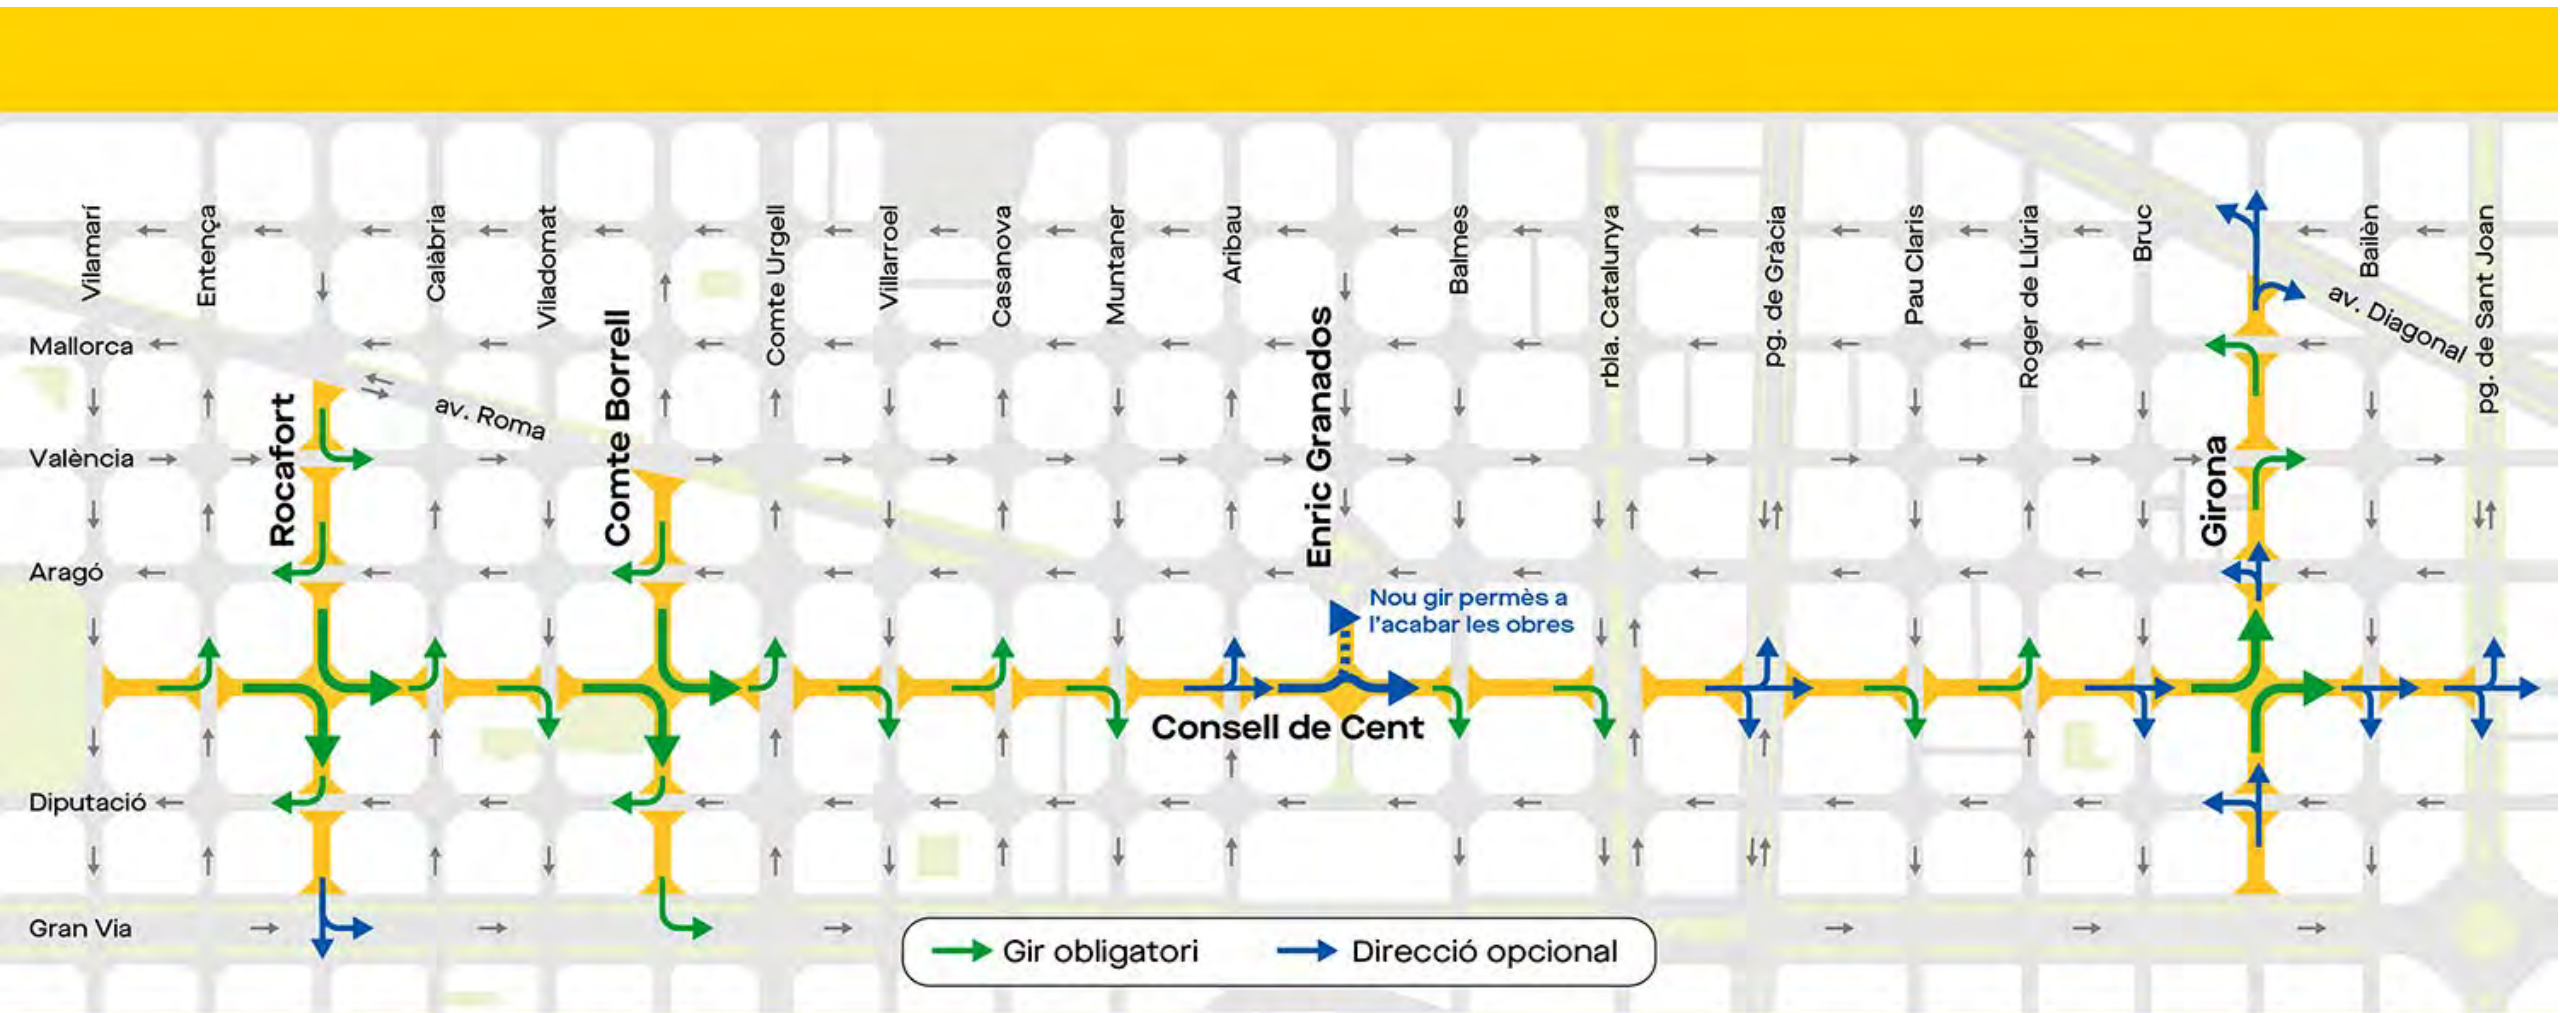 Vilamarí
Entença
Calàbria
Viladomat
Comte Urgell
Villarroel
Casanova
Muntaner
Aribau
Balmes
rbla. Catalunya
pg. de Gràcia
Pau Claris
Roger de Llúria
Bruc
Bailèn
pg. de Sant Joan
av. Diagonal
Mallorca
Rocafort
av. Roma
Comte Borrell
Enric Granados
Girona
València
Aragó
Nou gir permès a
l'acabar les obres
Consell de Cent
Diputació
Gran Via
Gir obligatori
Direcció opcional